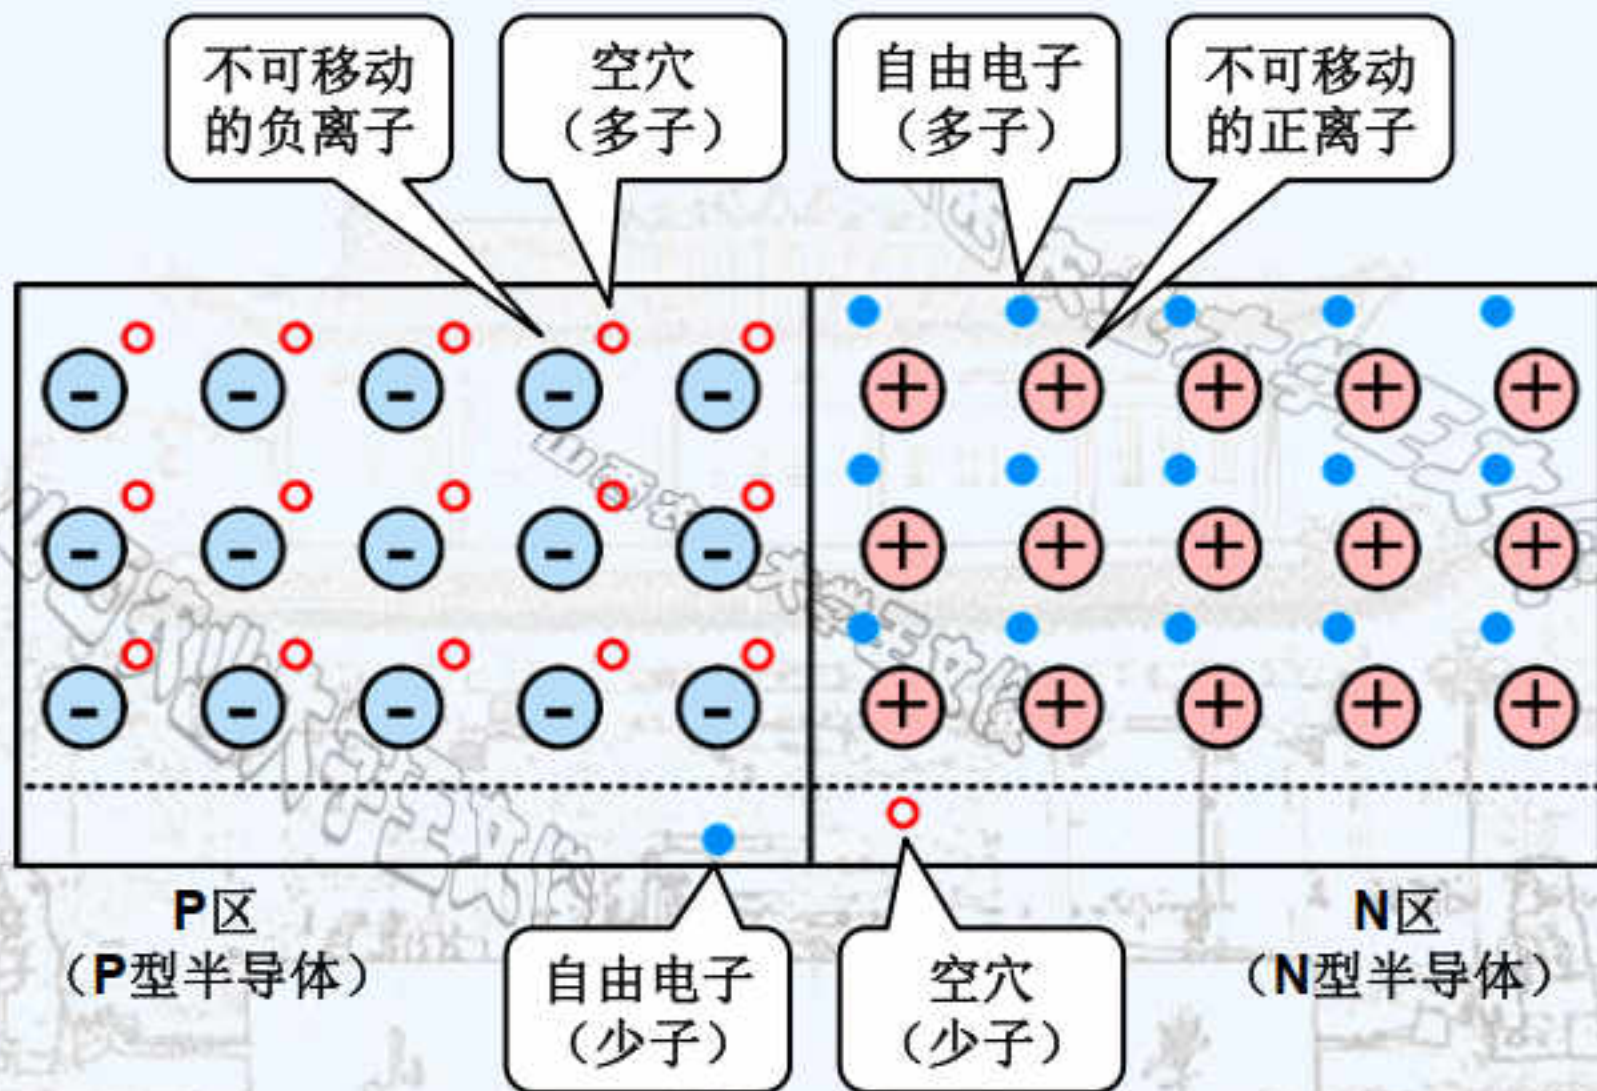 不可移动
的负离子
空穴
（多子）
自由电子
（多子）
不可移动
的正离子
P区
（P型半导体）
自由电子
（少子）
空穴
（少子）
N区
（N型半导体）